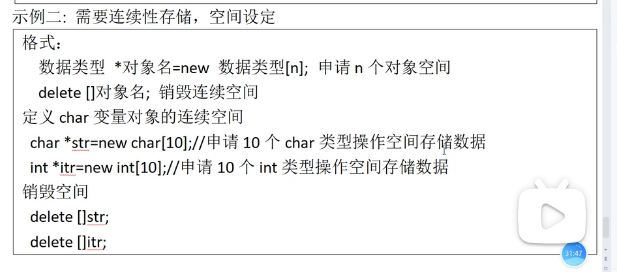 示例二: 需要连续性存储，空间设定
格式：
数据类型 *对象名=new 数据类型[n]; 申请 n 个对象空间
delete []对象名; 销毁连续空间
定义 char 变量对象的连续空间
char *str=new char[10];//申请 10 个 char 类型操作空间存储数据
int *itr=new int[10];//申请 10 个 int 类型操作空间存储数据
销毁空间
delete []str;
delete []itr;
31:47